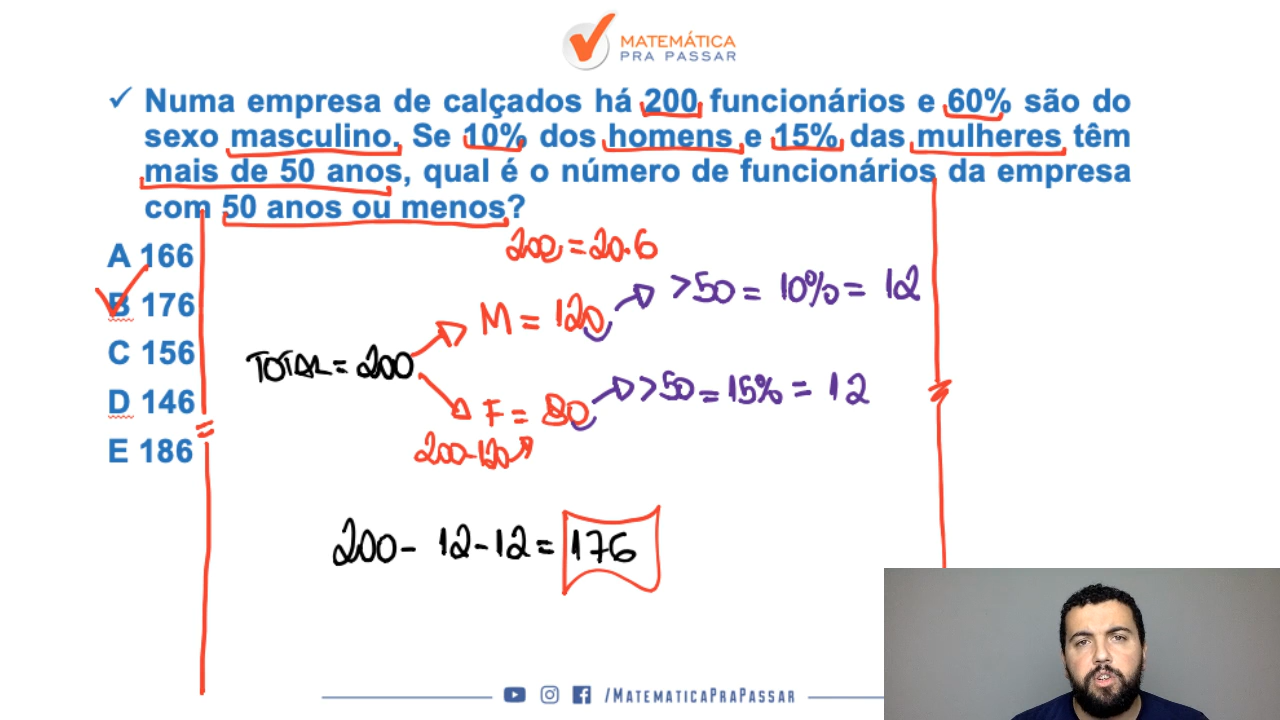 MATEMÁTICA
PRA PASSAR
✓ Numa empresa de calçados há 200 funcionários e 60% são do
sexo masculino. Se 10% dos homens e 15% das mulheres têm
mais de 50 anos, qual é o número de funcionários da empresa
com 50 anos ou menos?
A 166
B 176
C 156
D 146
E 186
200 = 20.6
M = 120
>50 = 10% = 12
TOTAL = 200
F = 80
>50 = 15% = 12
200-120
200 - 12 - 12 = 176
/MATEMATICAPRAPASSAR